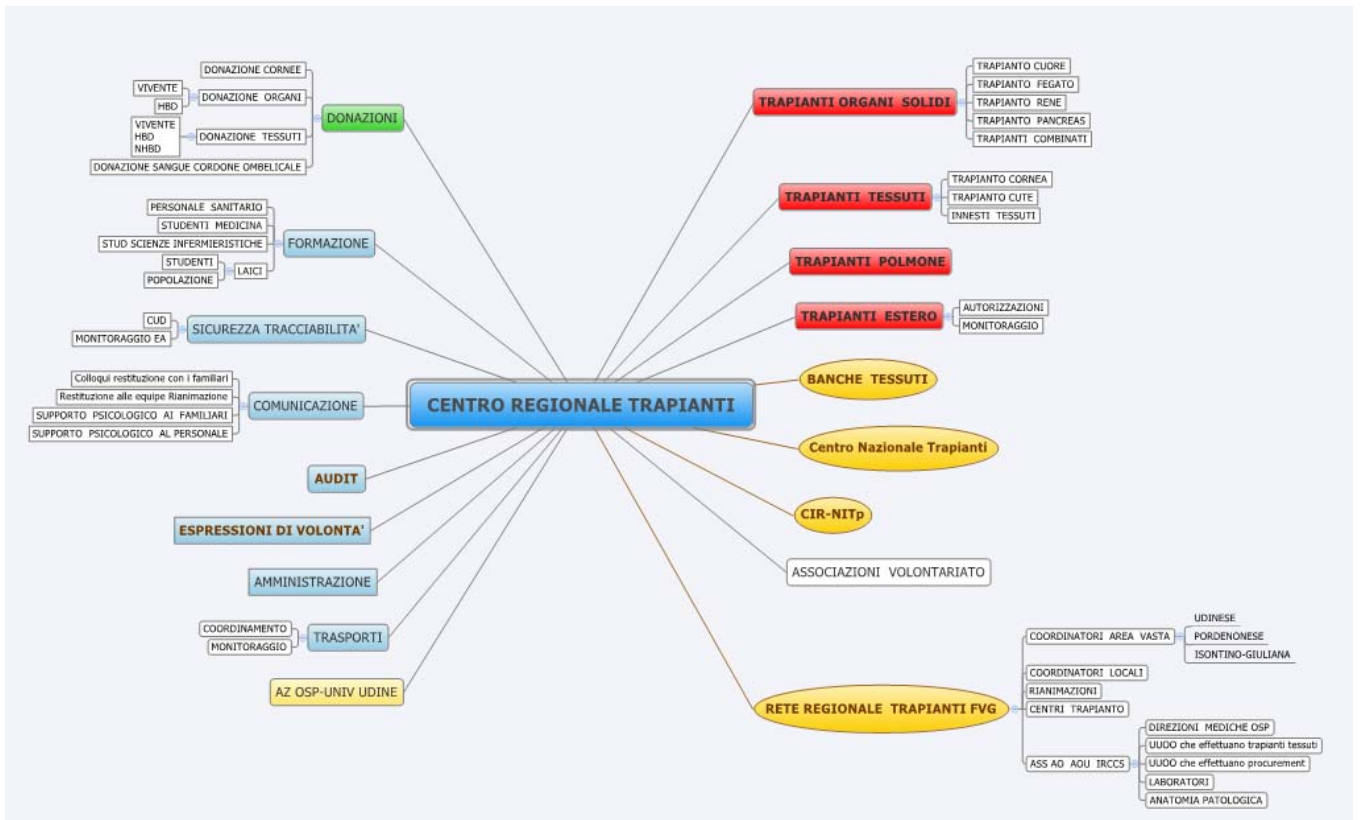 DONAZIONE CORNEE
VIVENTE
HBD
DONAZIONE ORGANI
VIVENTE
HBD
NHBD
DONAZIONE TESSUTI
DONAZIONE SANGUE CORDONE OMBELICALE
DONAZIONI
PERSONALE SANITARIO
STUDENTI MEDICINA
STUD SCIENZE INFERMIERISTICHE
STUDENTI
POPOLAZIONE
LAICI
FORMAZIONE
CUD
MONITORAGGIO EA
SICUREZZA TRACCIABILITA'
Colloqui restituzione con i familiari
Restituzione alle equipe Rianimazione
SUPPORTO PSICOLOGICO AI FAMILIARI
SUPPORTO PSICOLOGICO AL PERSONALE
COMUNICAZIONE
AUDIT
ESPRESSIONI DI VOLONTA'
AMMINISTRAZIONE
COORDINAMENTO
MONITORAGGIO
TRASPORTI
AZ OSP-UNIV UDINE
CENTRO REGIONALE TRAPIANTI
TRAPIANTI ORGANI SOLIDI
TRAPIANTO CUORE
TRAPIANTO FEGATO
TRAPIANTO RENE
TRAPIANTO PANCREAS
TRAPIANTI COMBINATI
TRAPIANTI TESSUTI
TRAPIANTO CORNEA
TRAPIANTO CUTE
INNESTI TESSUTI
TRAPIANTI POLMONE
TRAPIANTI ESTERO
AUTORIZZAZIONI
MONITORAGGIO
BANCHE TESSUTI
Centro Nazionale Trapianti
CIR-NITp
ASSOCIAZIONI VOLONTARIATO
RETE REGIONALE TRAPIANTI FVG
COORDINATORI AREA VASTA
UDINESE
PORDENONESE
ISONTINO-GIULIANA
COORDINATORI LOCALI
RIANIMAZIONI
CENTRI TRAPIANTO
ASS AO AOU IRCCS
DIREZIONI MEDICHE OSP
UUOO che effettuano trapianti tessuti
UUOO che effettuano procurement
LABORATORI
ANATOMIA PATOLOGICA